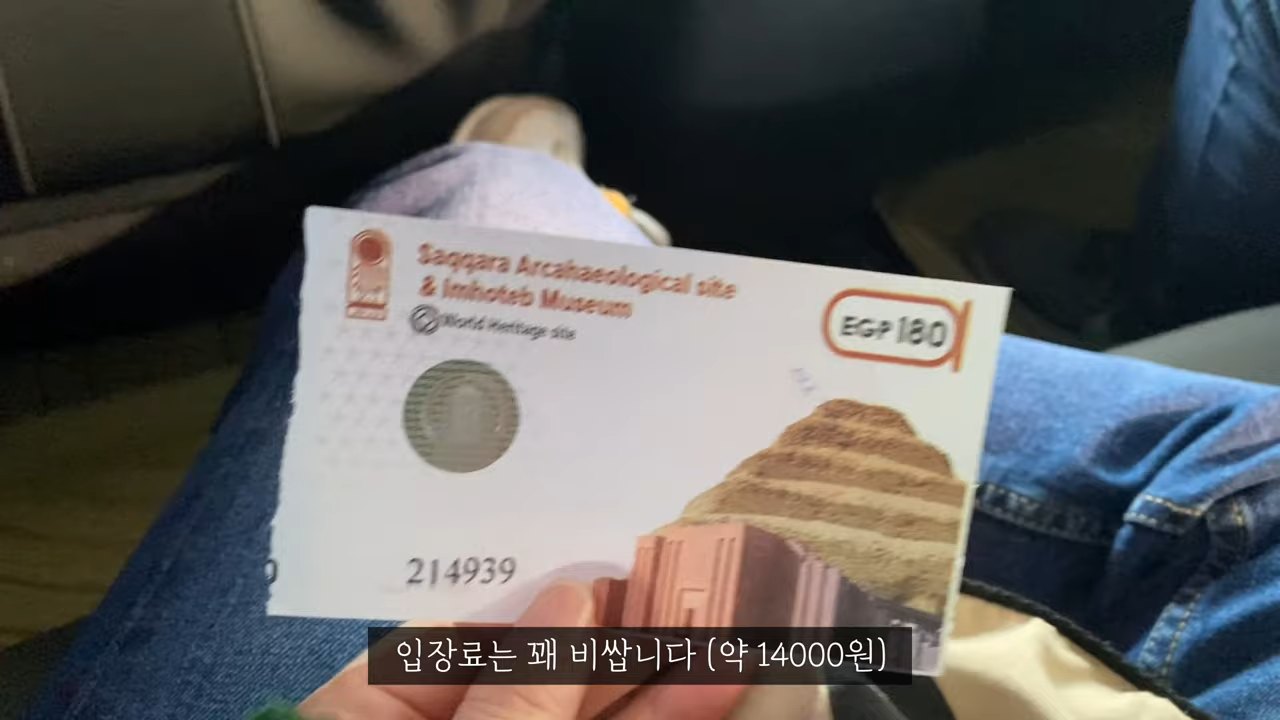 Saqqara Arcahaeological site
& Imhoteb Museum
World Heritage site
EGP 180
214939
입장료는 꽤 비쌉니다 (약 14000원)